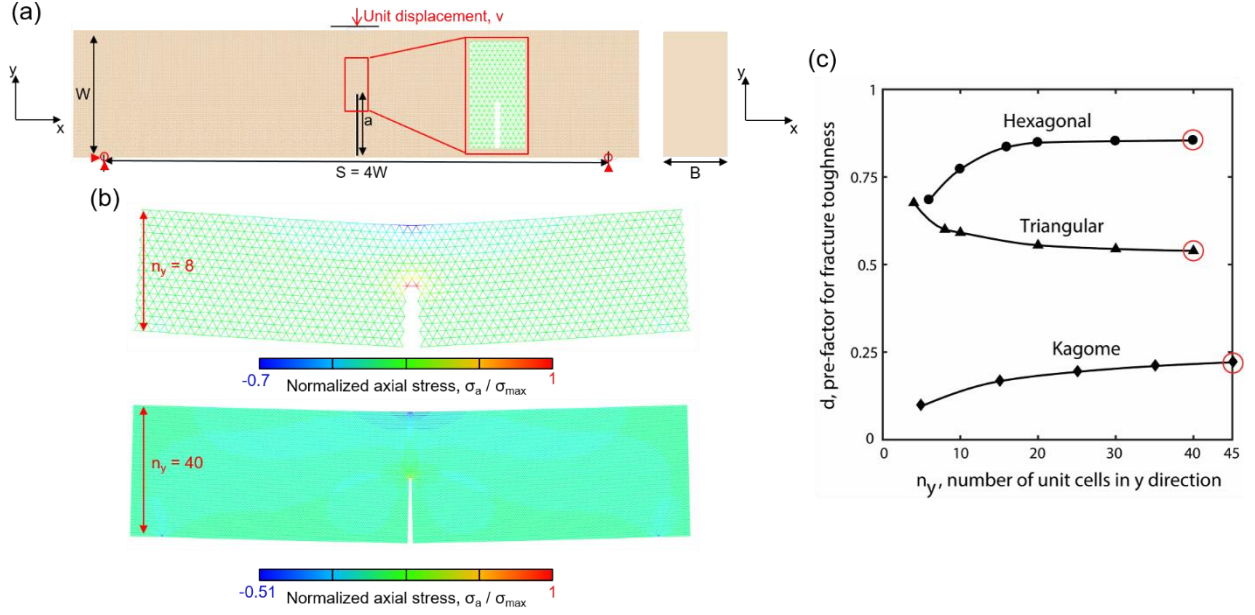 (a)
Unit displacement, v
y
W
x
a
S = 4W
B
y
x
(b)
n_y = 8
-0.7
1
Normalized axial stress, σ_a / σ_max
n_y = 40
-0.51
1
Normalized axial stress, σ_a / σ_max
(c)
d, pre-factor for fracture toughness
1
0.75
0.5
0.25
0
Hexagonal
Triangular
Kagome
0
10
20
30
40
45
n_y, number of unit cells in y direction